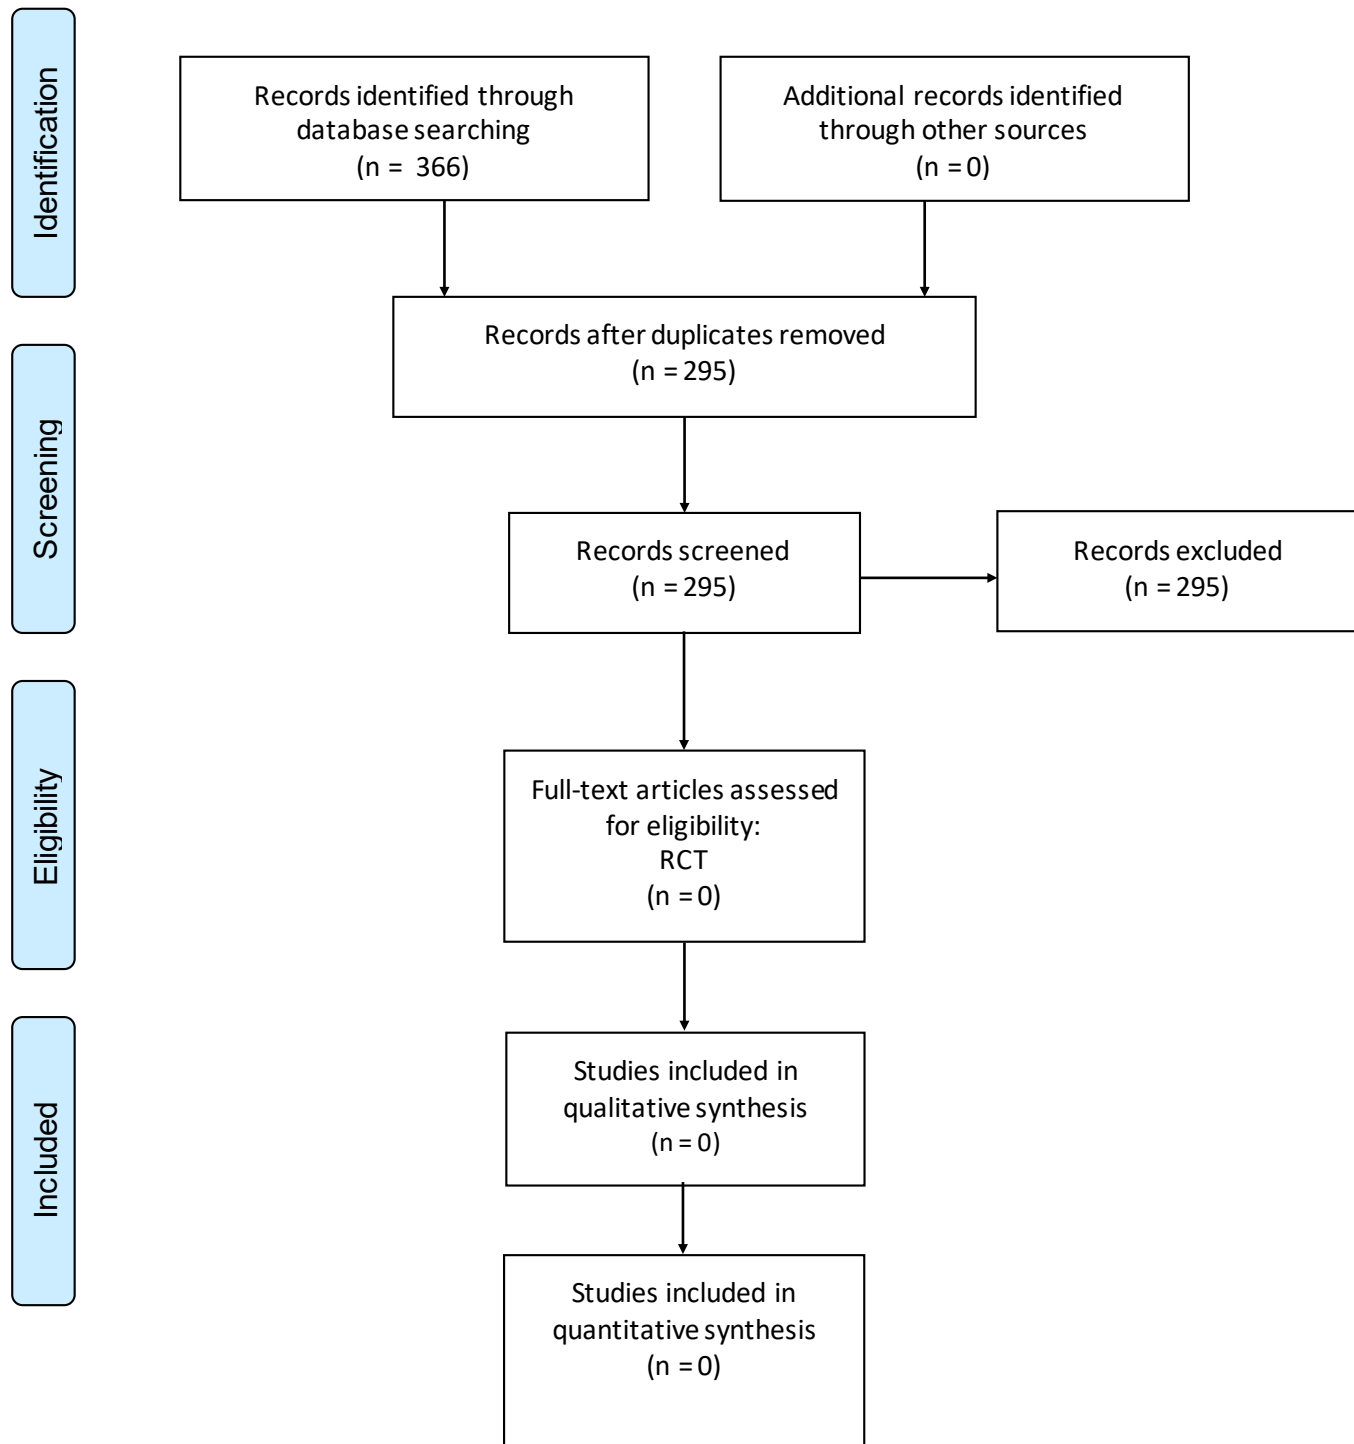 Identification
Records identified through
database searching
(n = 366)
Additional records identified
through other sources
(n = 0)
Records after duplicates removed
(n = 295)
Screening
Records screened
(n = 295)
Records excluded
(n = 295)
Eligibility
Full-text articles assessed
for eligibility:
RCT
(n = 0)
Included
Studies included in
qualitative synthesis
(n = 0)
Studies included in
quantitative synthesis
(n = 0)